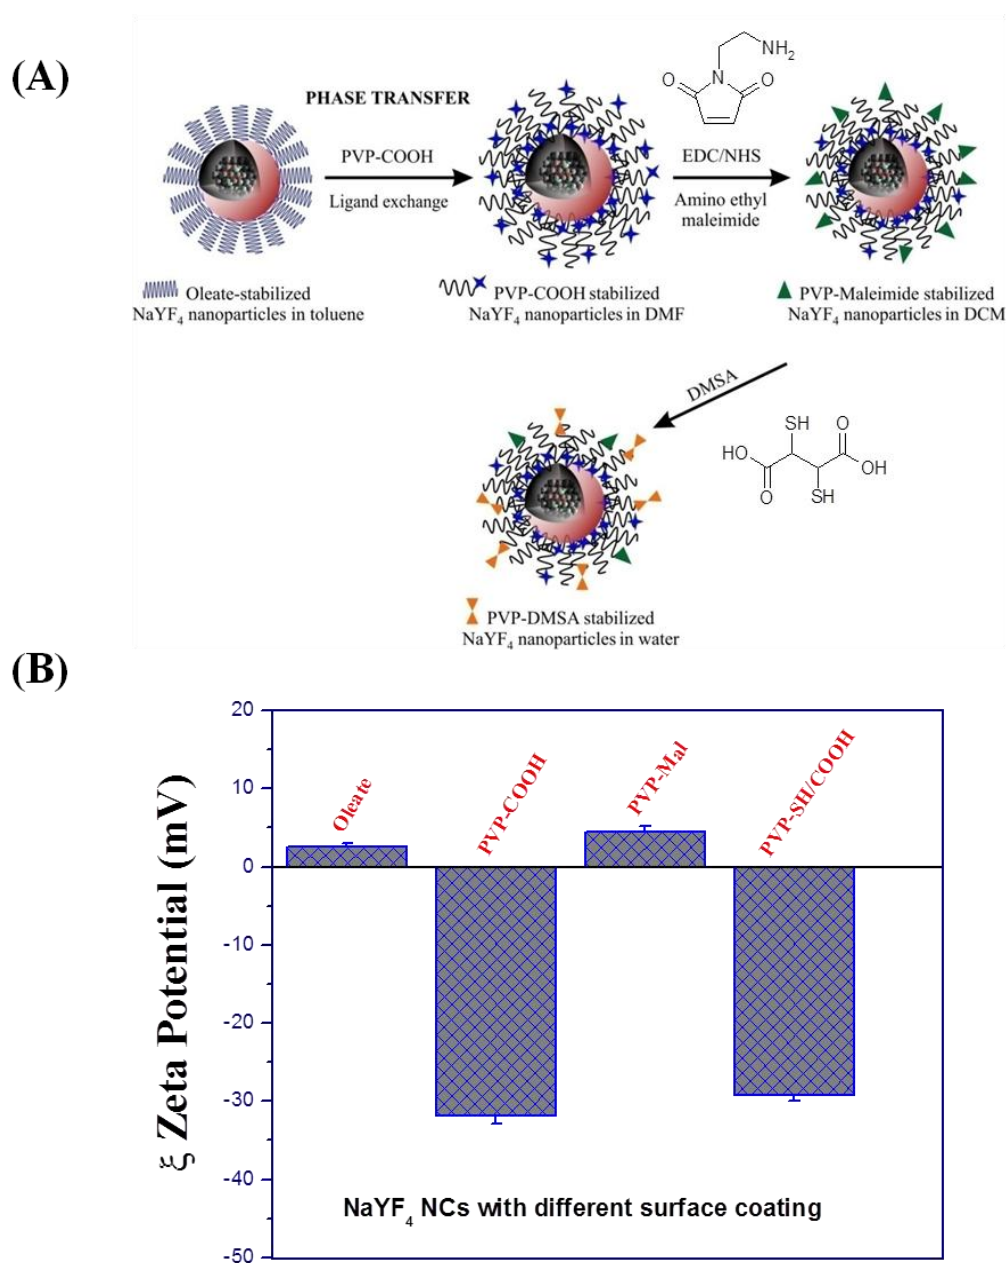 (A)
PHASE TRANSFER
PVP-COOH
Ligand exchange
NH2
N
O
O
EDC/NHS
Amino ethyl
maleimide
Oleate-stabilized
NaYF4 nanoparticles in toluene
PVP-COOH stabilized
NaYF4 nanoparticles in DMF
PVP-Maleimide stabilized
NaYF4 nanoparticles in DCM
DMSA
SH
O
HO
OH
O
SH
PVP-DMSA stabilized
NaYF4 nanoparticles in water
(B)
ξ Zeta Potential (mV)
20
10
0
-10
-20
-30
-40
-50
Oleate
PVP-COOH
PVP-Mal
PVP-SH/COOH
NaYF4 NCs with different surface coating